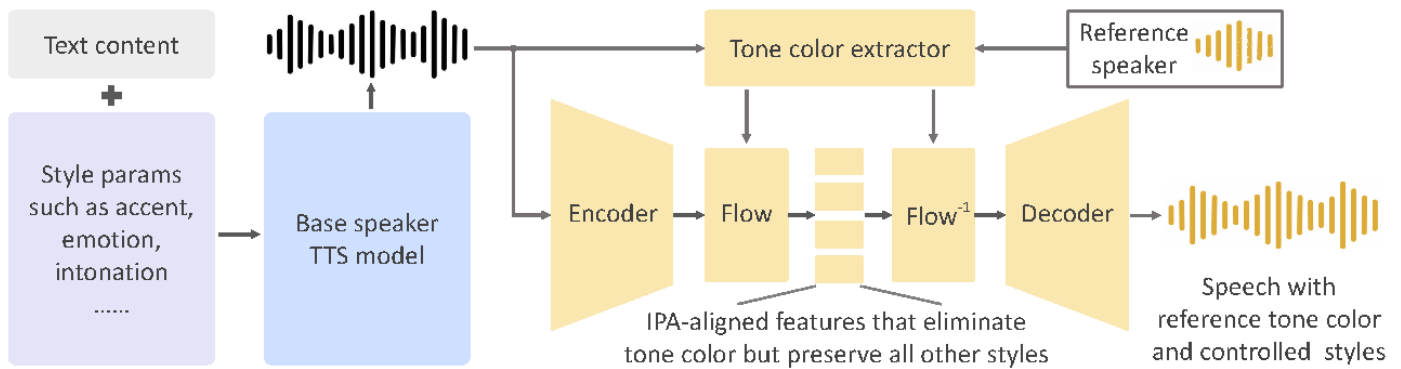 Text content
+
Style params
such as accent,
emotion,
intonation
......
Base speaker
TTS model
Tone color extractor
Reference
speaker
Encoder
Flow
Flow⁻¹
Decoder
IPA-aligned features that eliminate
tone color but preserve all other styles
Speech with
reference tone color
and controlled styles